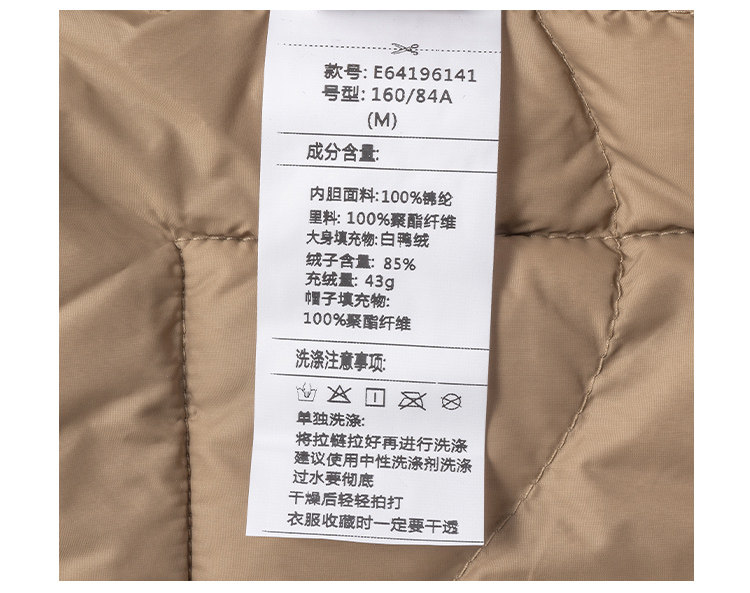 款号: E64196141
号型: 160/84A
(M)
成分含量:
内胆面料:100%锦纶
里料: 100%聚酯纤维
大身填充物:白鸭绒
绒子含量: 85%
充绒量: 43g
帽子填充物:
100%聚酯纤维
洗涤注意事项:
单独洗涤:
将拉链拉好再进行洗涤
建议使用中性洗涤剂洗涤
过水要彻底
干燥后轻轻拍打
衣服收藏时一定要干透